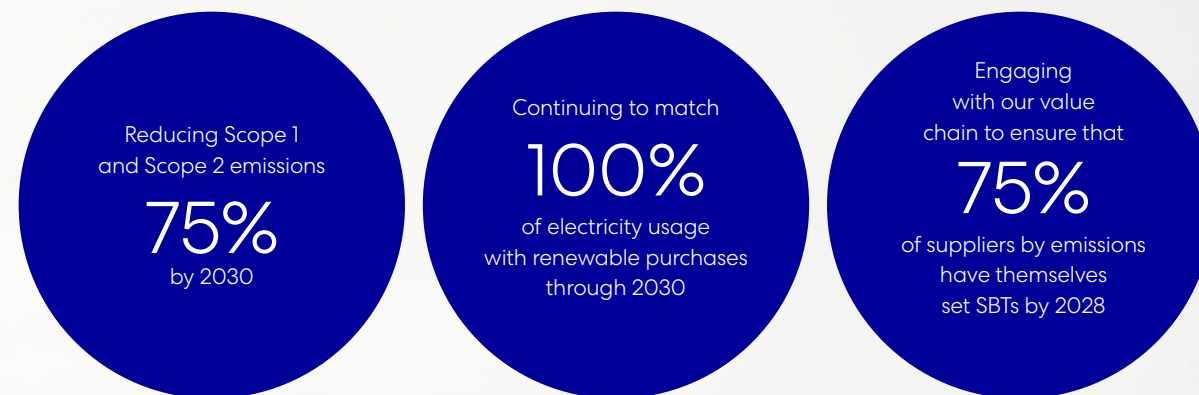 Reducing Scope 1
and Scope 2 emissions
75%
by 2030
Continuing to match
100%
of electricity usage
with renewable purchases
through 2030
Engaging
with our value
chain to ensure that
75%
of suppliers by emissions
have themselves
set SBTs by 2028